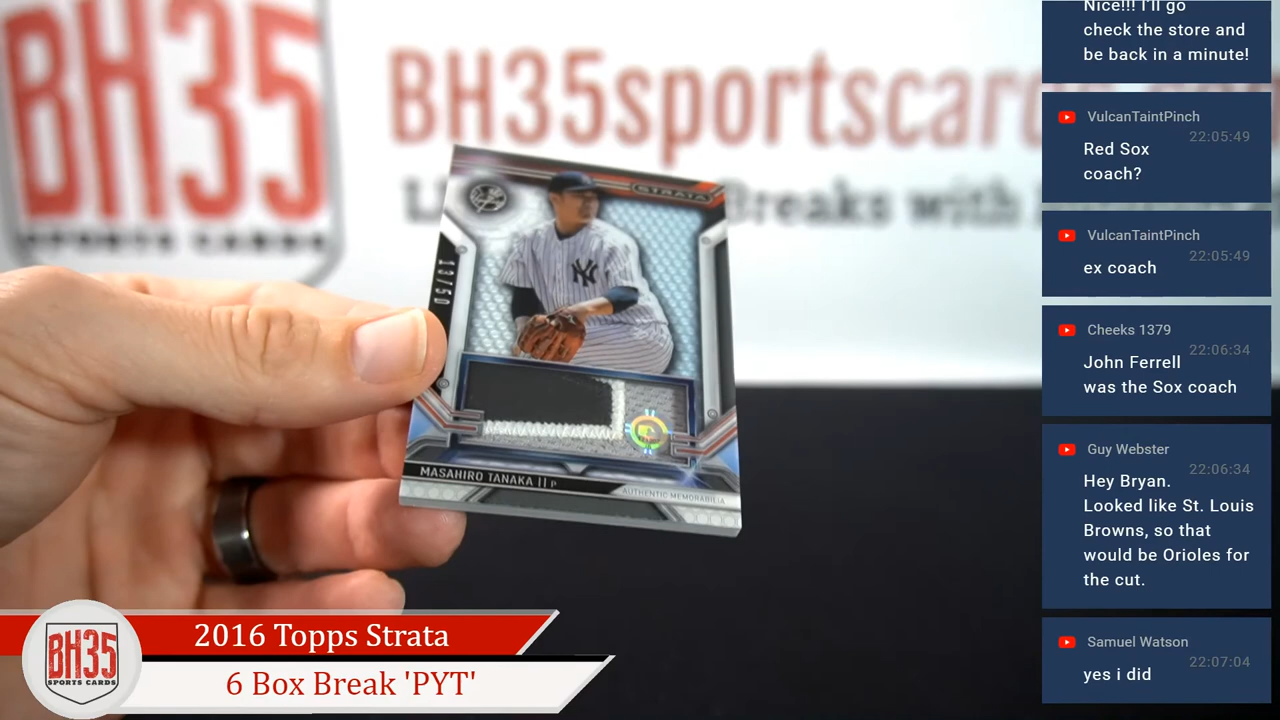 BH35
SPORTS CARDS
BH35sportscard
Breaks with
STRATA
NY
13/50
MASAHIRO TANAKA || P
AUTHENTIC MEMORABILIA
2016 Topps Strata
6 Box Break 'PYT'
BH35
SPORTS CARDS
Nice!!! I'll go
check the store and
be back in a minute!
VulcanTaintPinch
22:05:49
Red Sox
coach?
VulcanTaintPinch
22:05:49
ex coach
Cheeks 1379
22:06:34
John Ferrell
was the Sox coach
Guy Webster
22:06:34
Hey Bryan.
Looked like St. Louis
Browns, so that
would be Orioles for
the cut.
Samuel Watson
22:07:04
yes i did